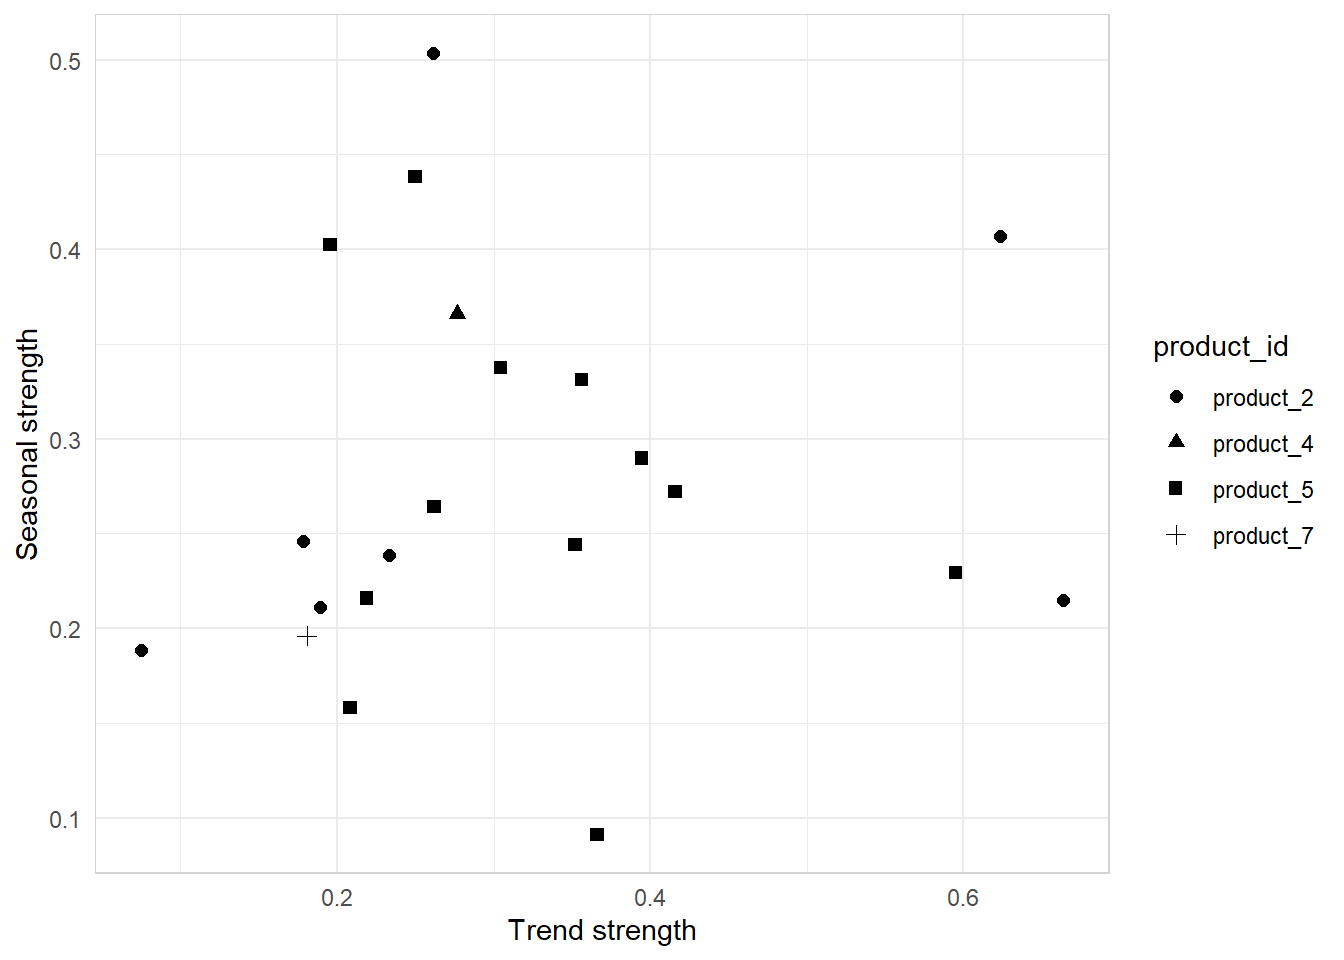 0.5
0.4
0.3
0.2
0.1
Seasonal strength
0.2
0.4
0.6
Trend strength
product_id
product_2
product_4
product_5
product_7